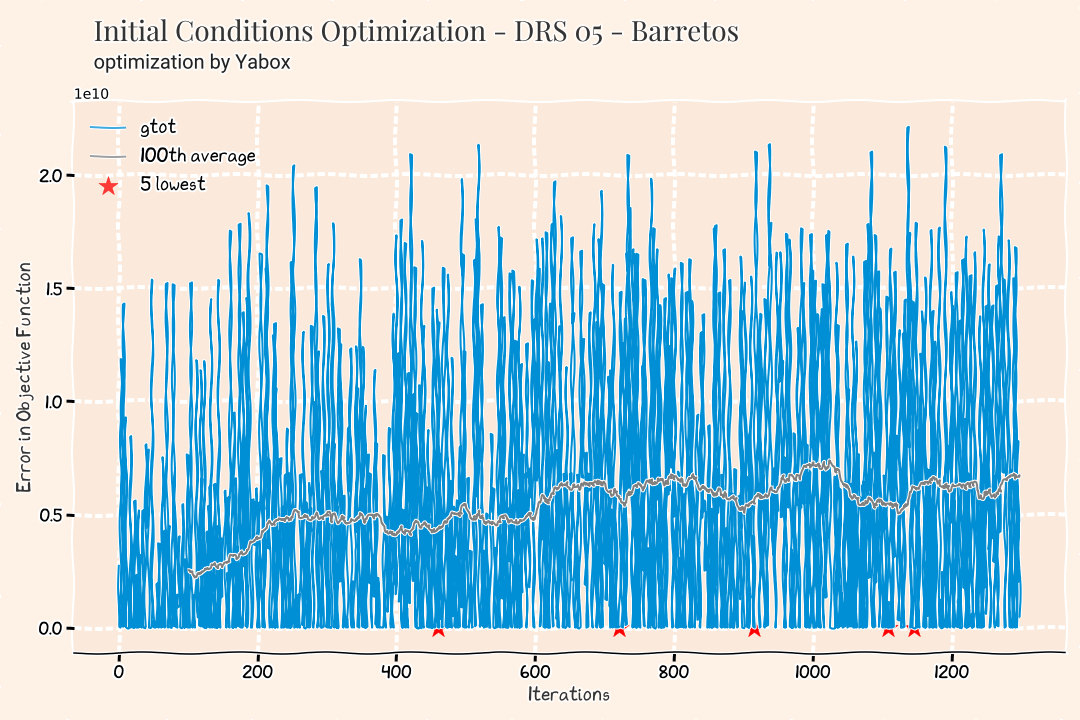 Initial Conditions Optimization - DRS 05 - Barretos
optimization by Yabox
1e10
gtot
100th average
5 lowest
2.0
1.5
1.0
0.5
0.0
Error in Objective Function
0 200 400 600 800 1000 1200
Iterations